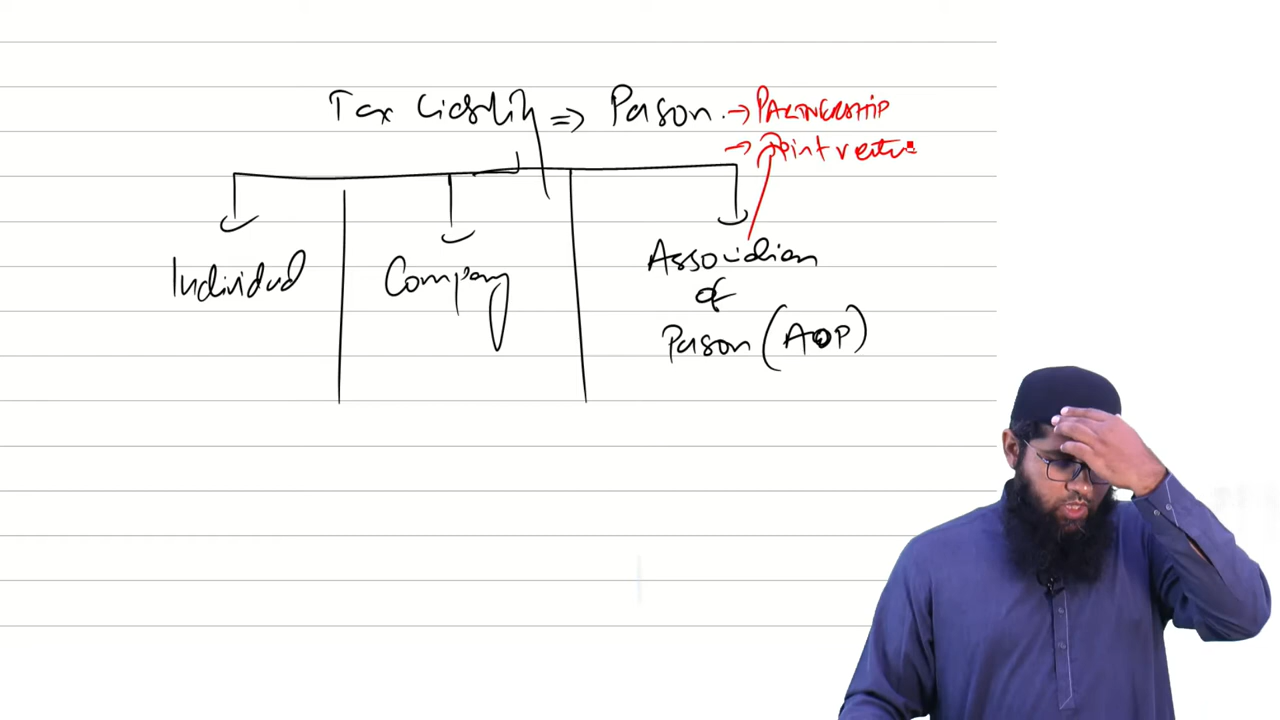 Tax Liability ⇒ Person → PARTNERSHIP
→ Joint venture
Individual
Company
Association
of
Person (AOP)